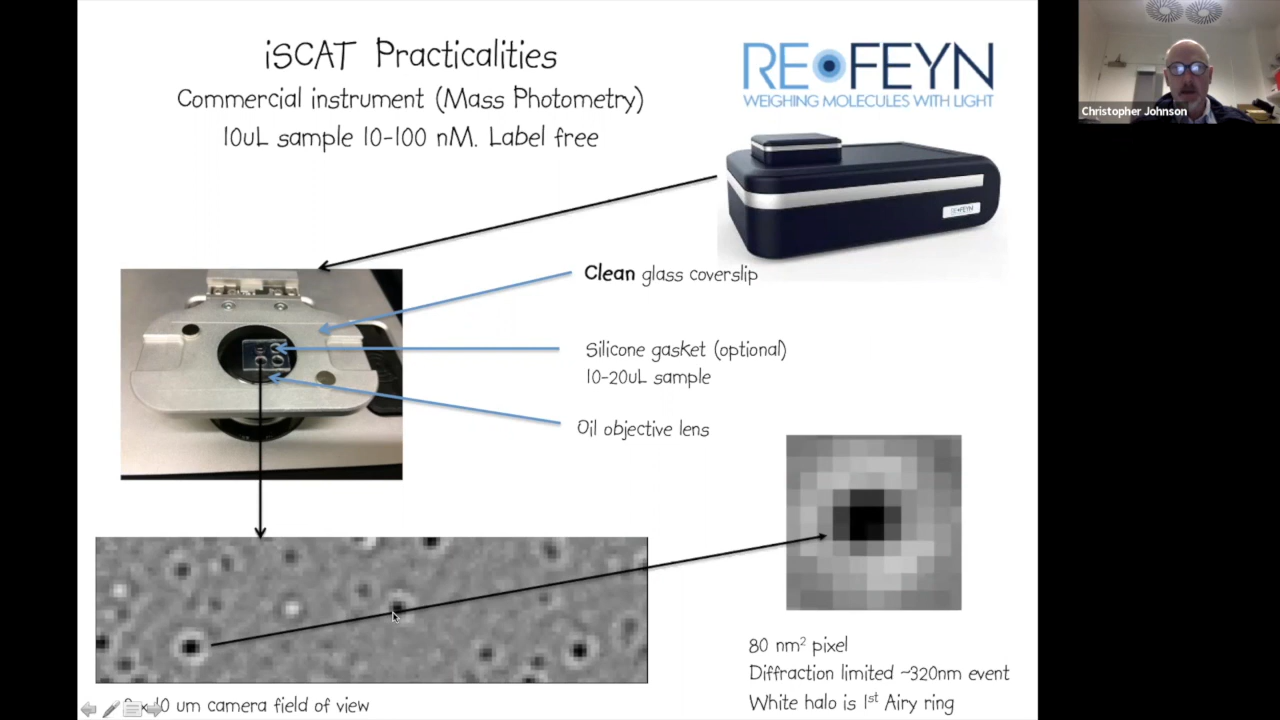 iSCAT Practicalities
Commercial instrument (Mass Photometry)
10uL sample 10-100 nM. Label free
REFEYN
WEIGHING MOLECULES WITH LIGHT
Christopher Johnson
REFEYN
Clean glass coverslip
Silicone gasket (optional)
10-20uL sample
Oil objective lens
80 nm² pixel
Diffraction limited ~320nm event
White halo is 1st Airy ring
um camera field of view